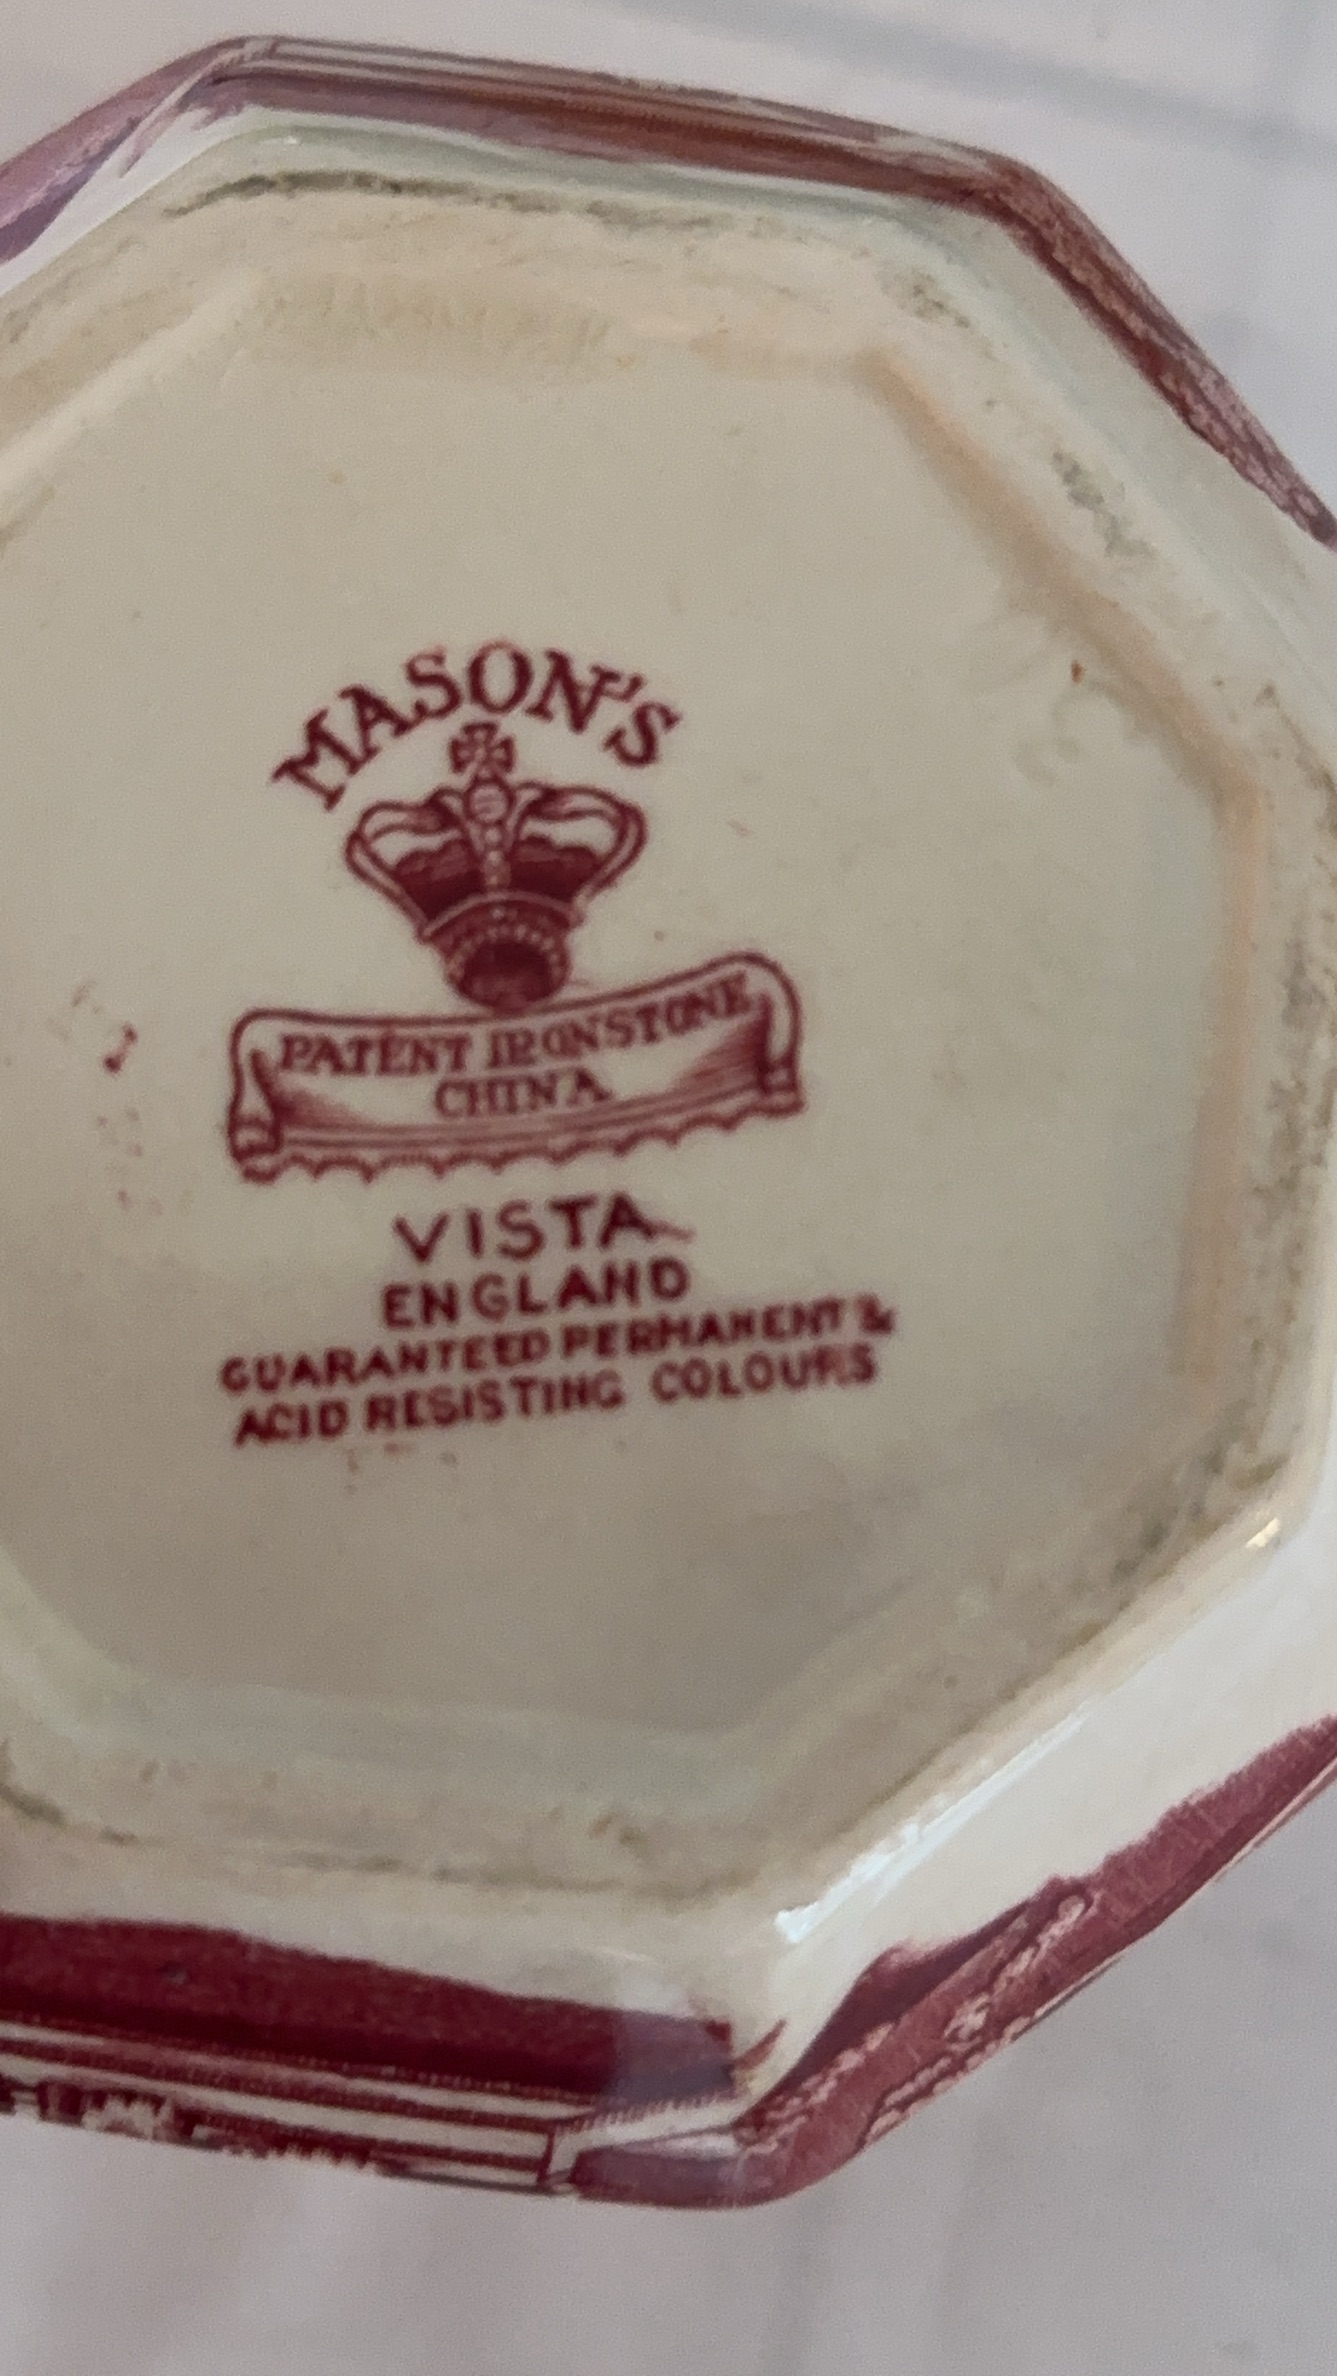 MASON'S
PATENT IRONSTONE
CHINA
VISTA
ENGLAND
GUARANTEED PERMANENT &
ACID RESISTING COLOURS